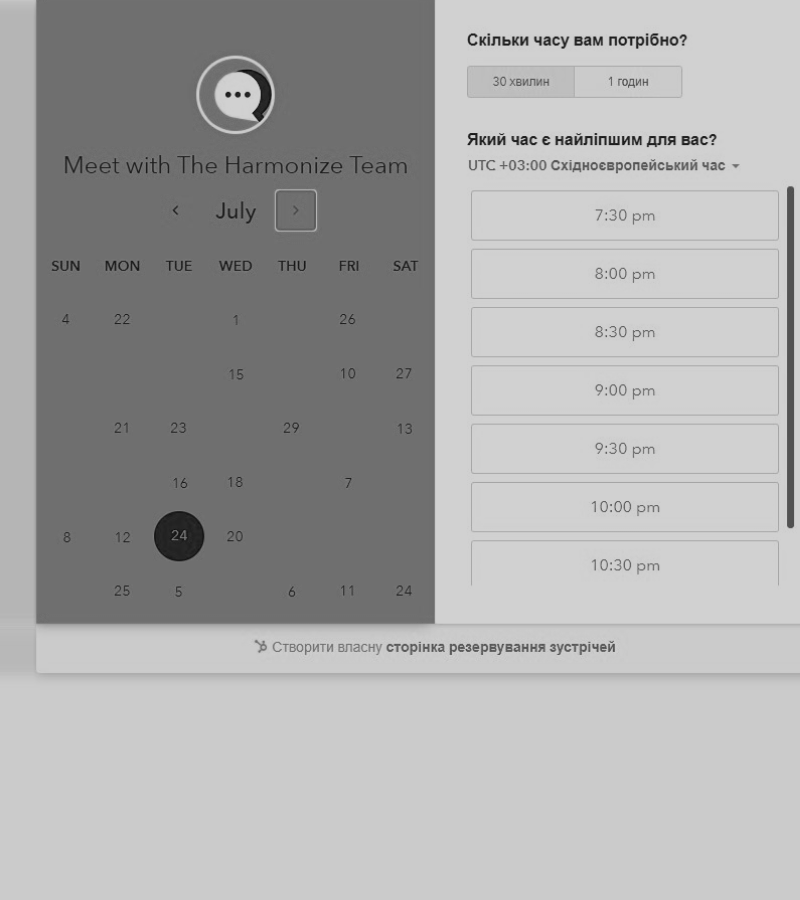 Meet with The Harmonize Team
July
SUN MON TUE WED THU FRI SAT
4 22 1 26
15 10 27
21 23 29 13
16 18 7
8 12 24 20
25 5 6 11 24
Скільки часу вам потрібно?
30 хвилин 1 годин
Який час є найліпшим для вас?
UTC +03:00 Східноєвропейський час
7:30 pm
8:00 pm
8:30 pm
9:00 pm
9:30 pm
10:00 pm
10:30 pm
Створити власну сторінка резервування зустрічей